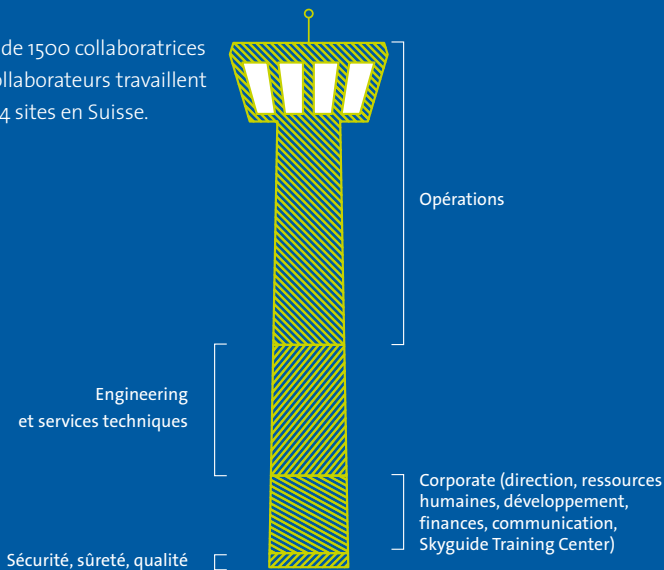 de 1500 collaboratrices
collaborateurs travaillent
4 sites en Suisse.
Opérations
Engineering
et services techniques
Corporate (direction, ressources
humaines, développement,
finances, communication,
Skyguide Training Center)
Sécurité, sûreté, qualité